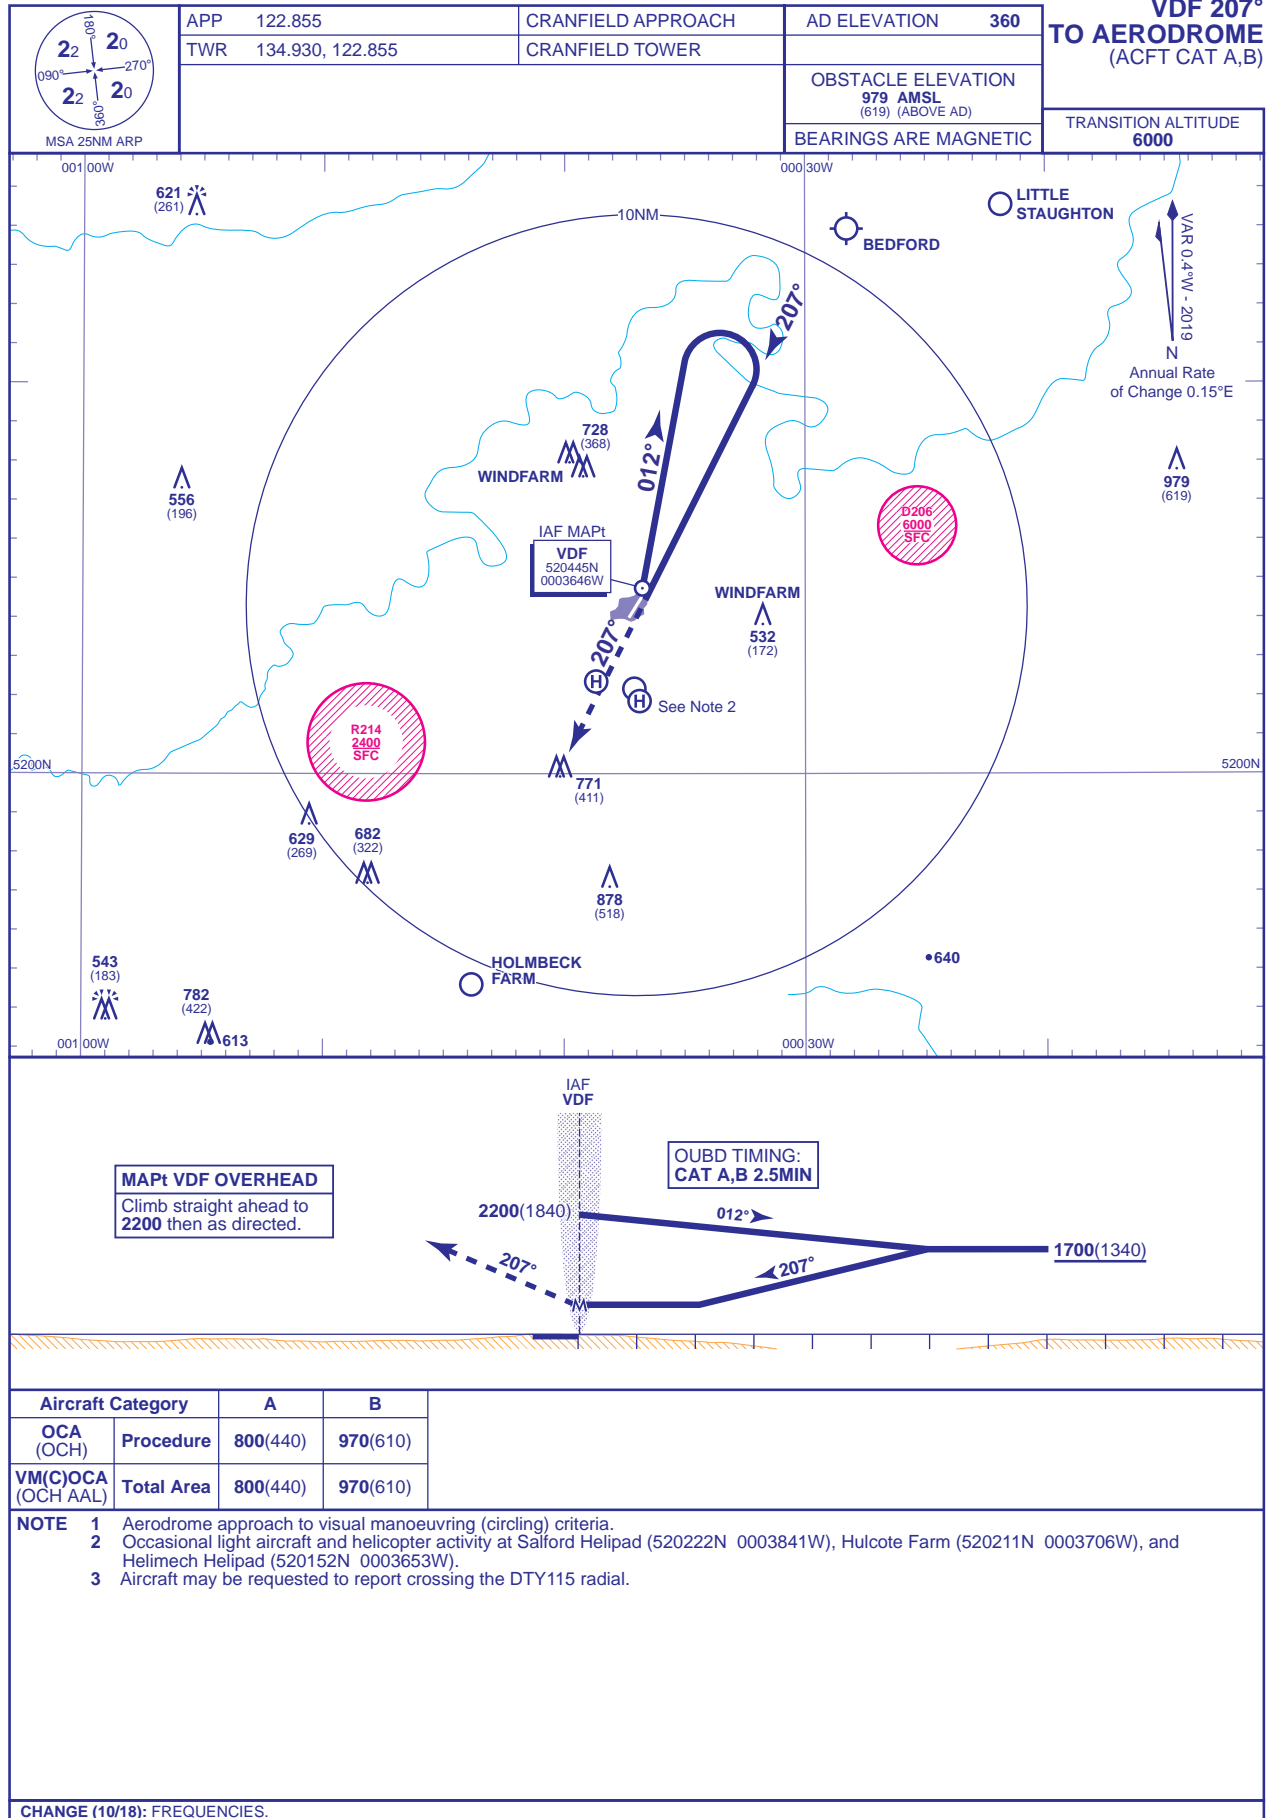 VDF 207°
TO AERODROME
(ACFT CAT A,B)
APP 122.855 CRANFIELD APPROACH
TWR 134.930, 122.855 CRANFIELD TOWER
AD ELEVATION 360
OBSTACLE ELEVATION
979 AMSL
(619) (ABOVE AD)
BEARINGS ARE MAGNETIC
TRANSITION ALTITUDE
6000
180°
22 20
090° 270°
22 20
360°
MSA 25NM ARP
001 00W
000 30W
621
(261)
10NM
LITTLE
STAUGHTON
BEDFORD
VAR 0.4°W - 2019
N
Annual Rate
of Change 0.15°E
207°
012°
728
(368)
WINDFARM
556
(196)
979
(619)
D206
6000
SFC
IAF MAPt
VDF
520445N
0003646W
WINDFARM
532
(172)
207°
H
H
See Note 2
R214
2400
SFC
5200N
5200N
771
(411)
629
(269)
682
(322)
878
(518)
640
HOLMBECK
FARM
543
(183)
782
(422)
613
001 00W
000 30W
IAF
VDF
MAPt VDF OVERHEAD
Climb straight ahead to
2200 then as directed.
OUBD TIMING:
CAT A,B 2.5MIN
2200(1840)
012°
1700(1340)
207°
207°
M
Aircraft Category A B
OCA
(OCH)
Procedure 800(440) 970(610)
VM(C)OCA
(OCH AAL)
Total Area 800(440) 970(610)
NOTE 1 Aerodrome approach to visual manoeuvring (circling) criteria.
2 Occasional light aircraft and helicopter activity at Salford Helipad (520222N 0003841W), Hulcote Farm (520211N 0003706W), and
Helimech Helipad (520152N 0003653W).
3 Aircraft may be requested to report crossing the DTY115 radial.
CHANGE (10/18): FREQUENCIES.